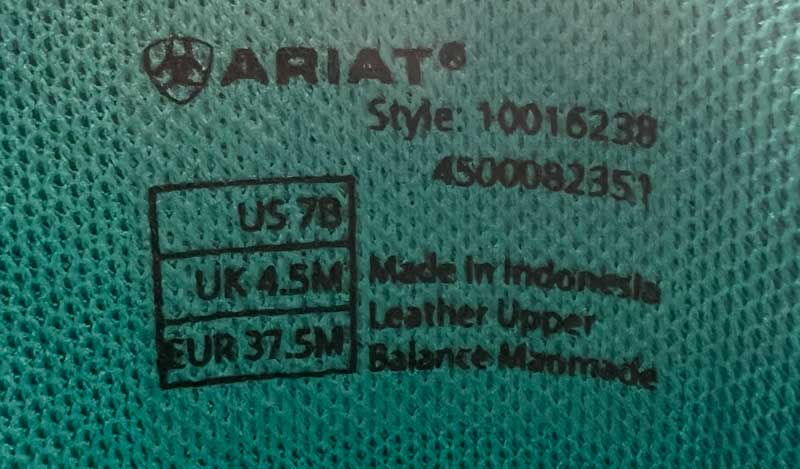 ARIAT®
Style: 10016238
4500082351
US 7B
UK 4.5M
EUR 37.5M
Made in Indonesia
Leather Upper
Balance Manmade